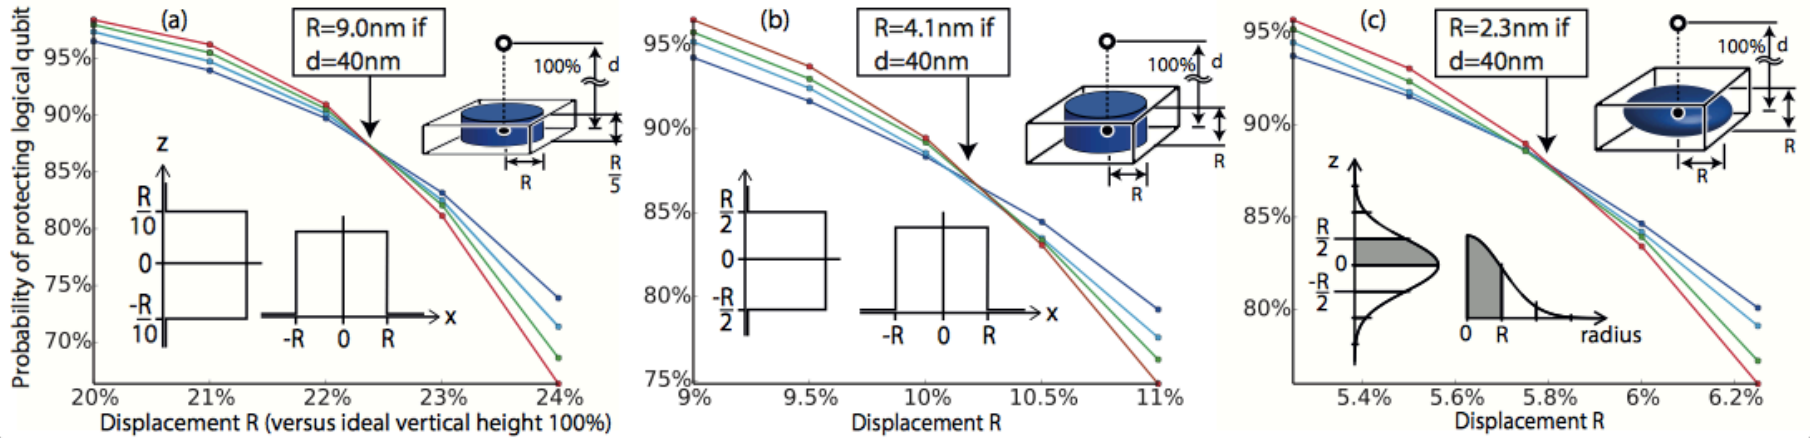 Probability of protecting logical qubit
(a)
R=9.0nm if
d=40nm
95%
90%
85%
80%
75%
70%
100%
d
R
R
5
z
R
10
0
-R
10
-R
0
R
x
20%
21%
22%
23%
24%
Displacement R (versus ideal vertical height 100%)
(b)
R=4.1nm if
d=40nm
95%
90%
85%
80%
75%
100%
d
R
R
R
2
0
-R
2
-R
0
R
x
9%
9.5%
10%
10.5%
11%
Displacement R
(c)
R=2.3nm if
d=40nm
95%
90%
85%
80%
100%
d
R
R
z
R
2
0
-R
2
0
R
radius
5.4%
5.6%
5.8%
6%
6.2%
Displacement R